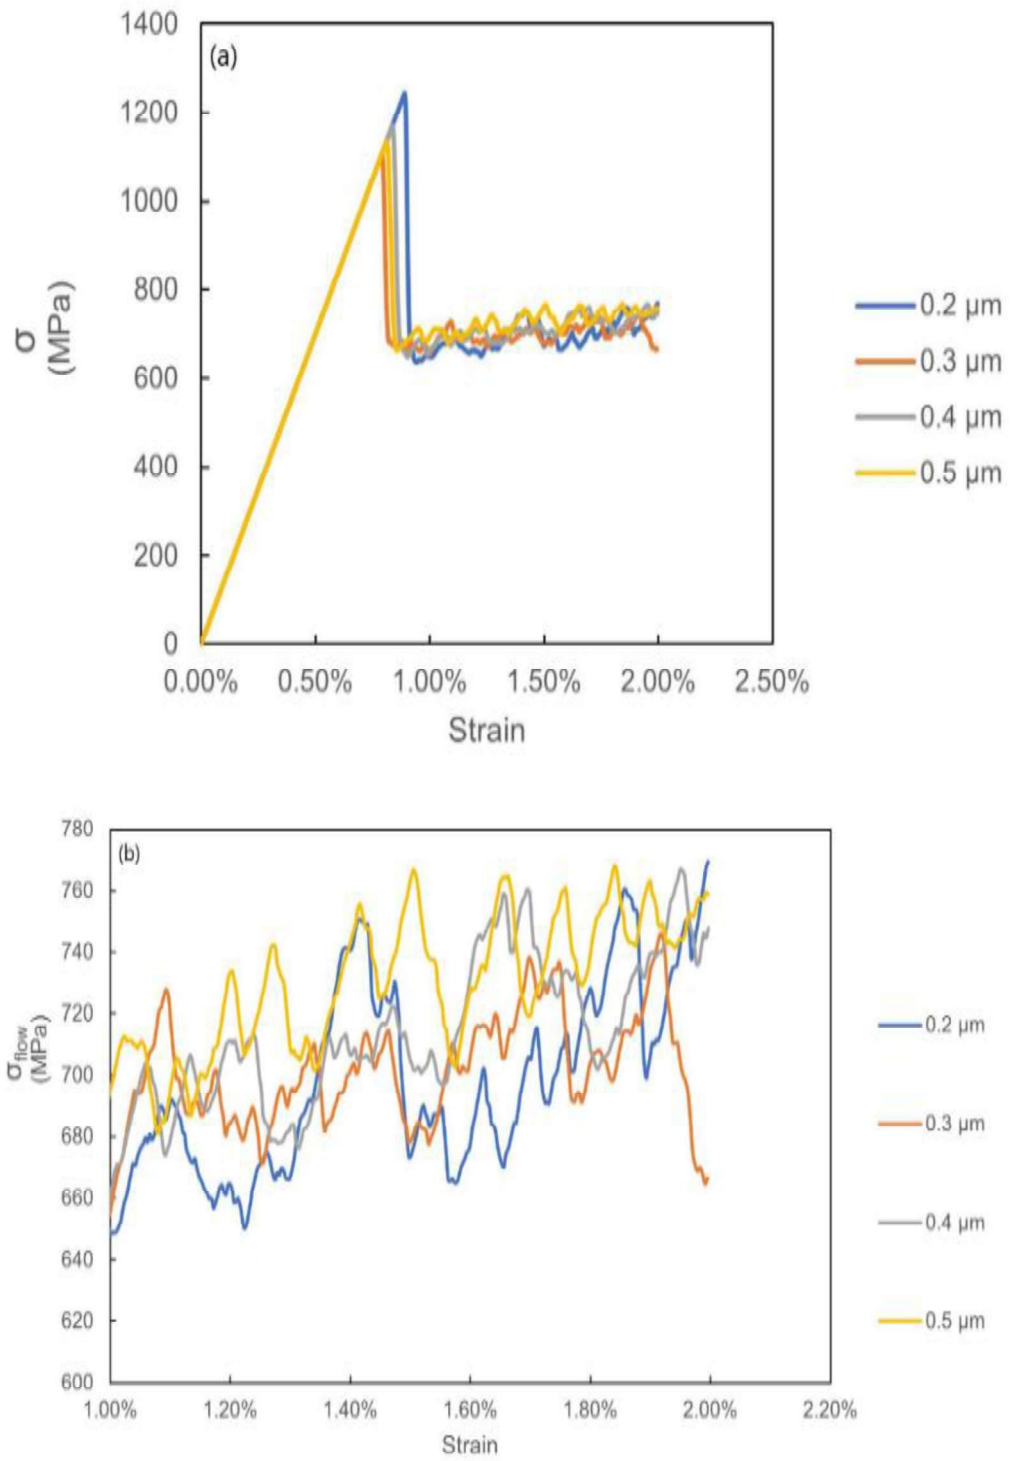 1400
(a)
1200
1000
800
600
400
200
0
σ
(MPa)
0.00% 0.50% 1.00% 1.50% 2.00% 2.50%
Strain
0.2 µm
0.3 µm
0.4 µm
0.5 µm
780
(b)
760
740
720
700
680
660
640
620
600
σflow
(MPa)
1.00% 1.20% 1.40% 1.60% 1.80% 2.00% 2.20%
Strain
0.2 µm
0.3 µm
0.4 µm
0.5 µm